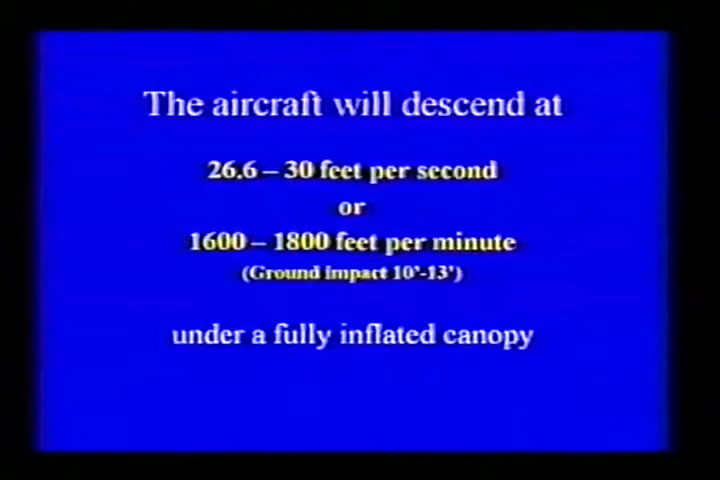 The aircraft will descend at
26.6 – 30 feet per second
or
1600 – 1800 feet per minute
(Ground impact 10’-13’)
under a fully inflated canopy